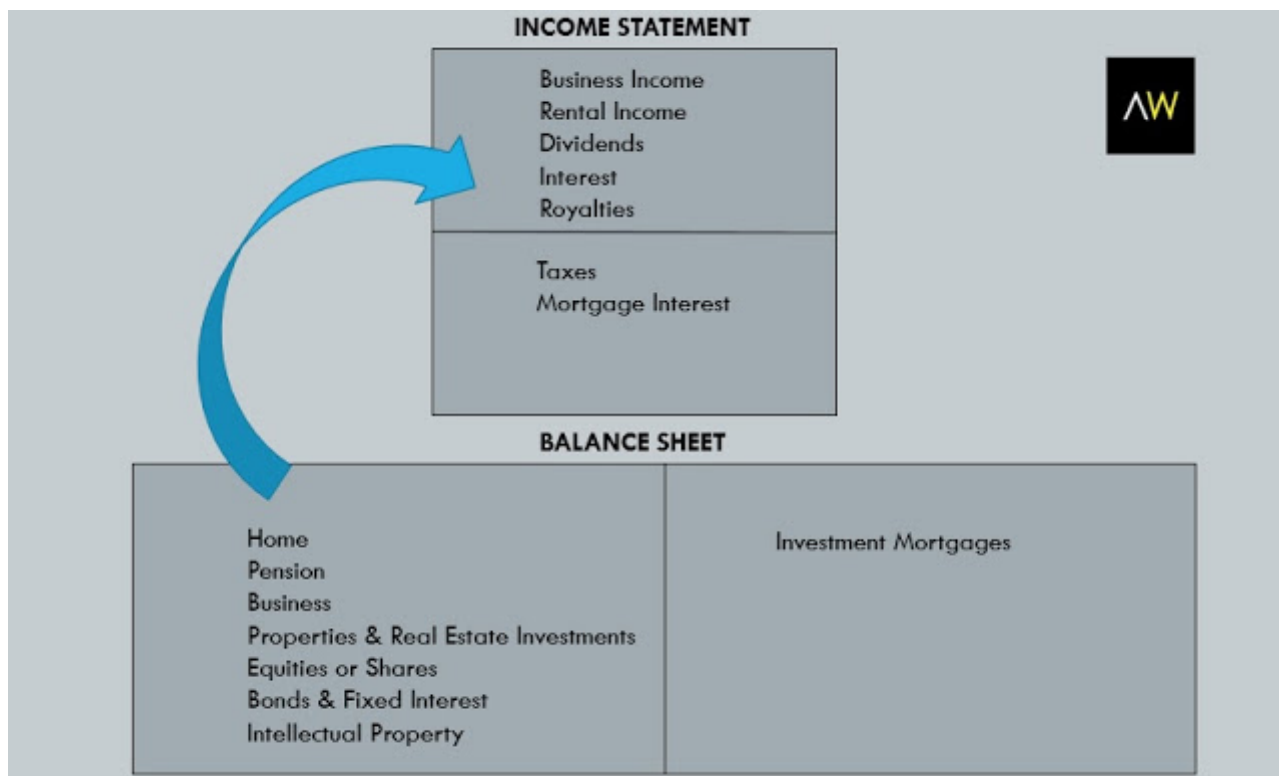 INCOME STATEMENT
Business Income
Rental Income
Dividends
Interest
Royalties
Taxes
Mortgage Interest
AW
BALANCE SHEET
Home
Pension
Business
Properties & Real Estate Investments
Equities or Shares
Bonds & Fixed Interest
Intellectual Property
Investment Mortgages